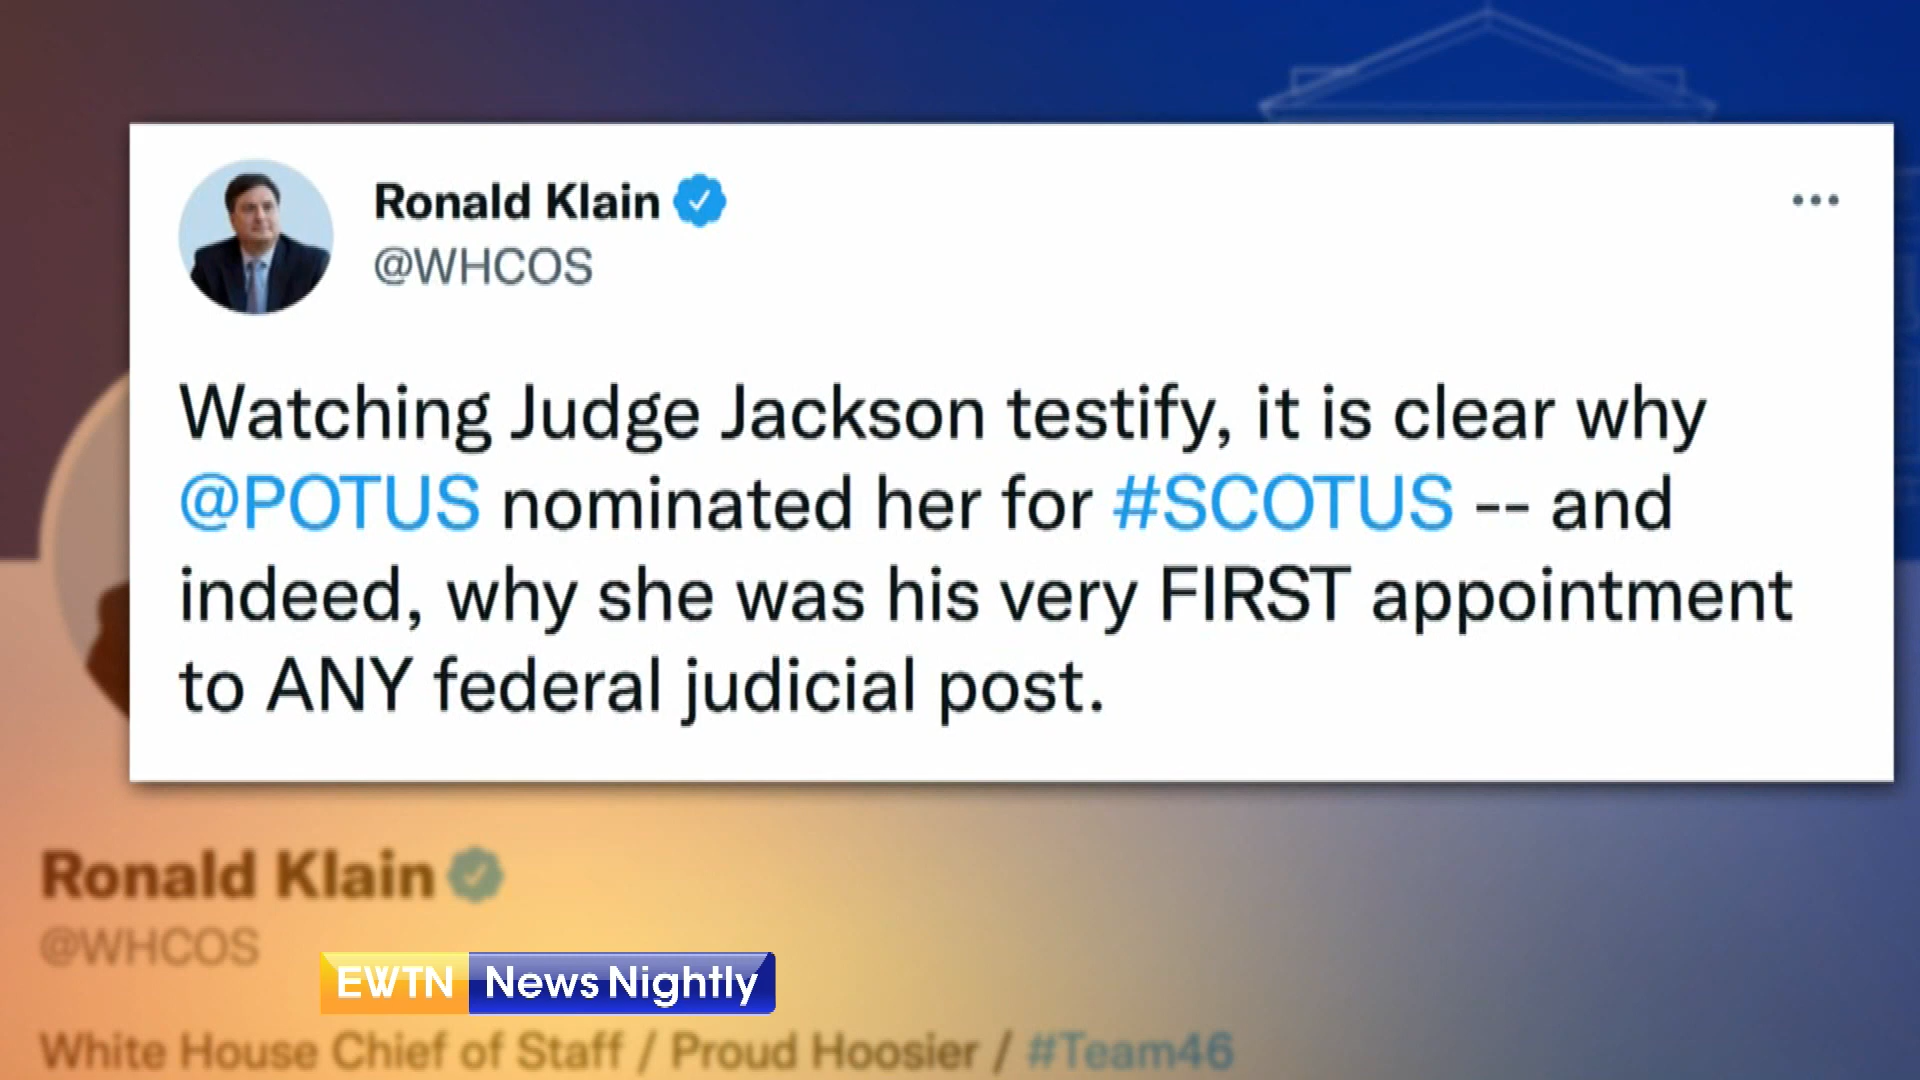 Ronald Klain
@WHCOS
Watching Judge Jackson testify, it is clear why
@POTUS nominated her for #SCOTUS -- and
indeed, why she was his very FIRST appointment
to ANY federal judicial post.
Ronald Klain
@WHCOS
EWTN News Nightly
White House Chief of Staff / Proud Hoosier / #Team46